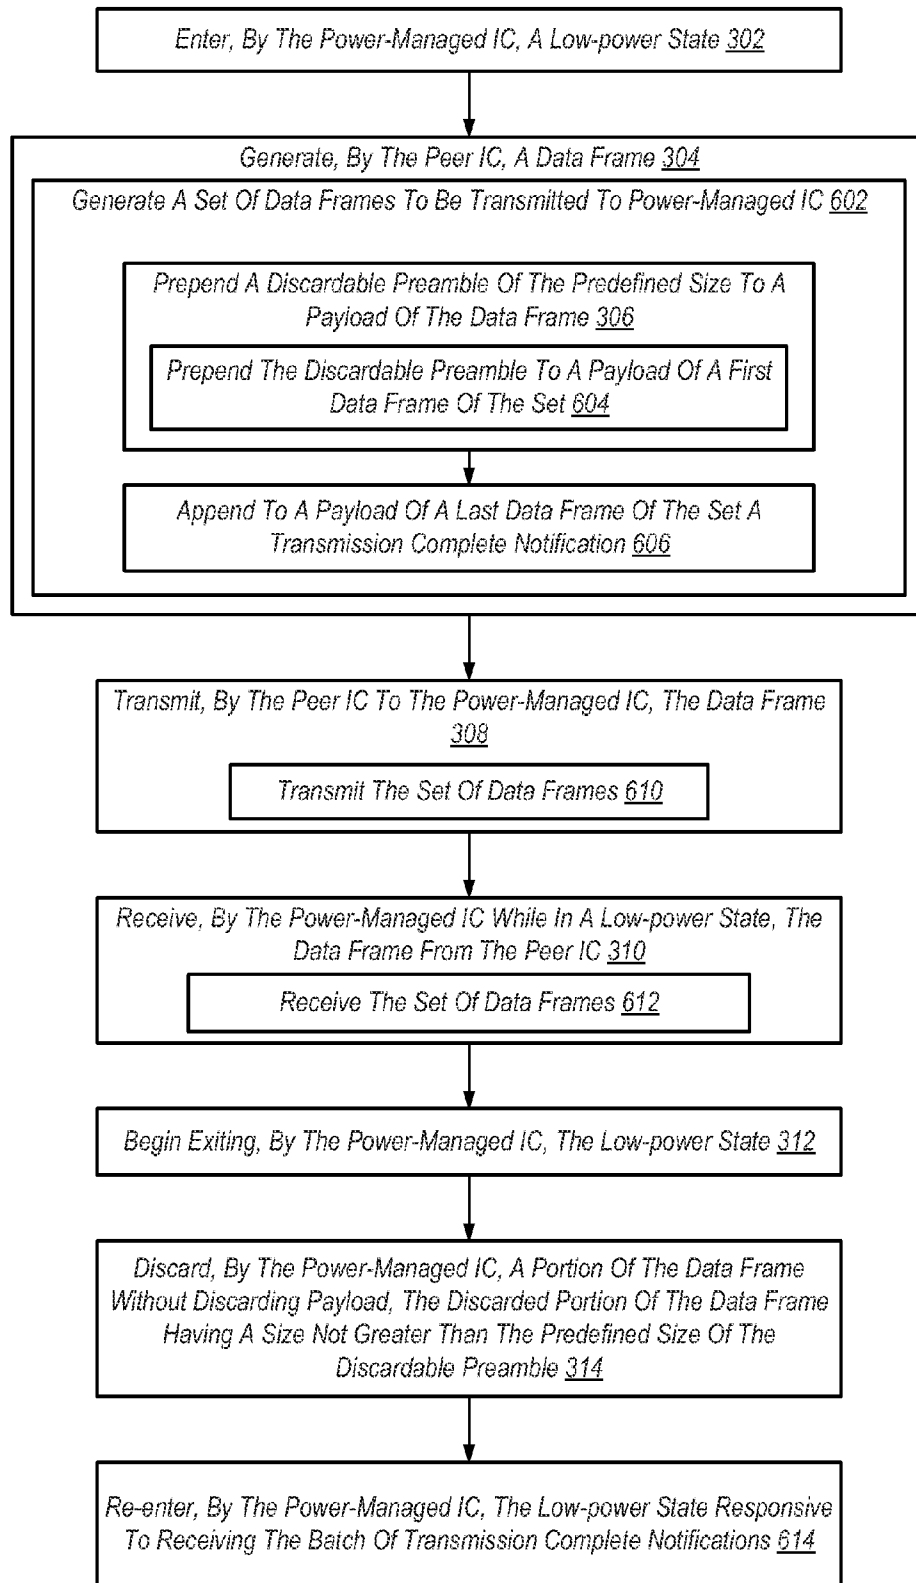 Enter, By The Power-Managed IC, A Low-power State 302
Generate, By The Peer IC, A Data Frame 304
Generate A Set Of Data Frames To Be Transmitted To Power-Managed IC 602
Prepend A Discardable Preamble Of The Predefined Size To A
Payload Of The Data Frame 306
Prepend The Discardable Preamble To A Payload Of A First
Data Frame Of The Set 604
Append To A Payload Of A Last Data Frame Of The Set A
Transmission Complete Notification 606
Transmit, By The Peer IC To The Power-Managed IC, The Data Frame
308
Transmit The Set Of Data Frames 610
Receive, By The Power-Managed IC While In A Low-power State, The
Data Frame From The Peer IC 310
Receive The Set Of Data Frames 612
Begin Exiting, By The Power-Managed IC, The Low-power State 312
Discard, By The Power-Managed IC, A Portion Of The Data Frame
Without Discarding Payload, The Discarded Portion Of The Data Frame
Having A Size Not Greater Than The Predefined Size Of The
Discardable Preamble 314
Re-enter, By The Power-Managed IC, The Low-power State Responsive
To Receiving The Batch Of Transmission Complete Notifications 614